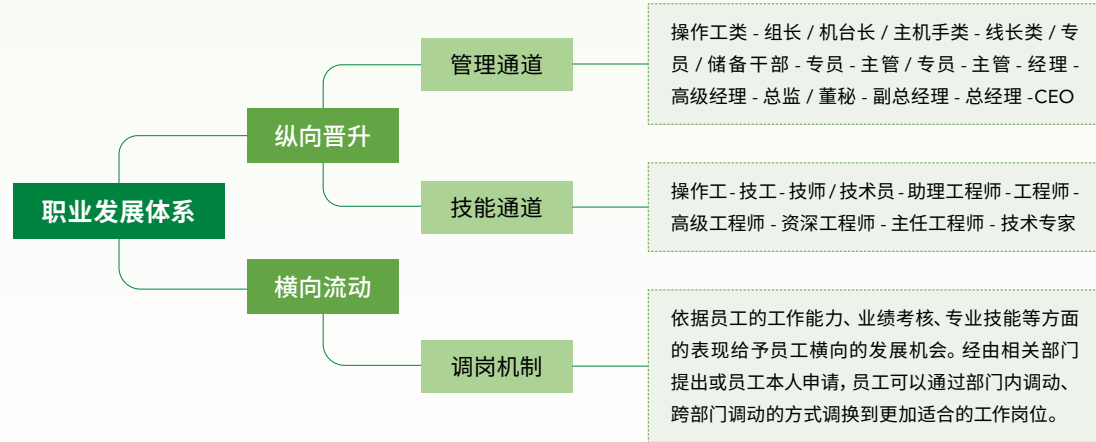 职业发展体系
纵向晋升
管理通道
操作工类 - 组长 / 机台长 / 主机手类 - 线长类 / 专
员 / 储备干部 - 专员 - 主管 / 专员 - 主管 - 经理 -
高级经理 - 总监 / 董秘 - 副总经理 - 总经理 -CEO
技能通道
操作工- 技工 - 技师 / 技术员 - 助理工程师 - 工程师 -
高级工程师 - 资深工程师 - 主任工程师 - 技术专家
横向流动
调岗机制
依据员工的工作能力、业绩考核、专业技能等方面
的表现给予员工横向的发展机会。经由相关部门
提出或员工本人申请，员工可以通过部门内调动、
跨部门调动的方式调换到更加适合的工作岗位。